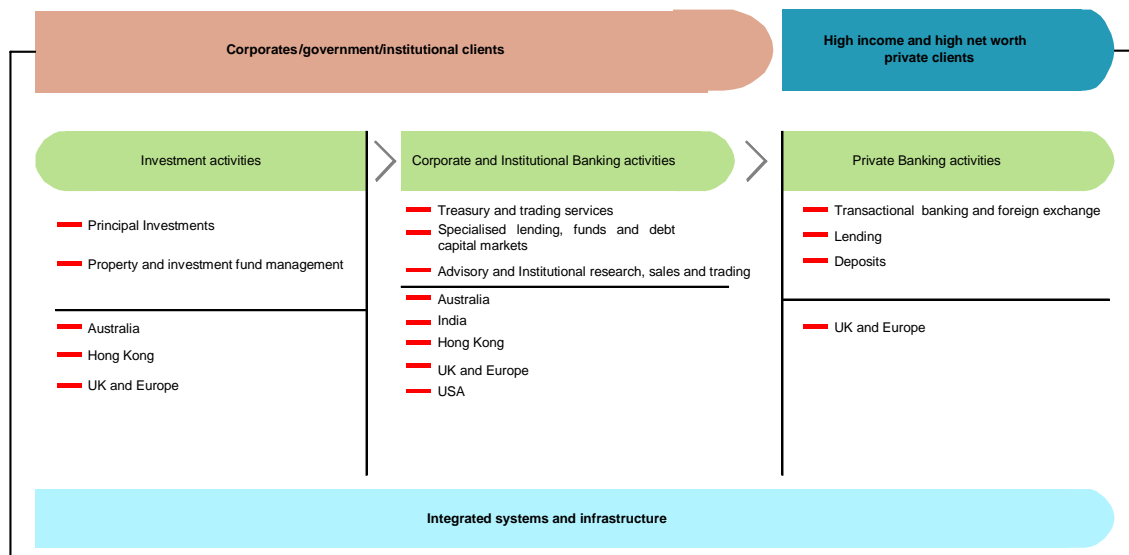 Corporates/government/institutional clients
High income and high net worth
private clients
Investment activities
Principal Investments
Property and investment fund management
Australia
Hong Kong
UK and Europe
Corporate and Institutional Banking activities
Treasury and trading services
Specialised lending, funds and debt
capital markets
Advisory and Institutional research, sales and trading
Australia
India
Hong Kong
UK and Europe
USA
Private Banking activities
Transactional banking and foreign exchange
Lending
Deposits
UK and Europe
Integrated systems and infrastructure